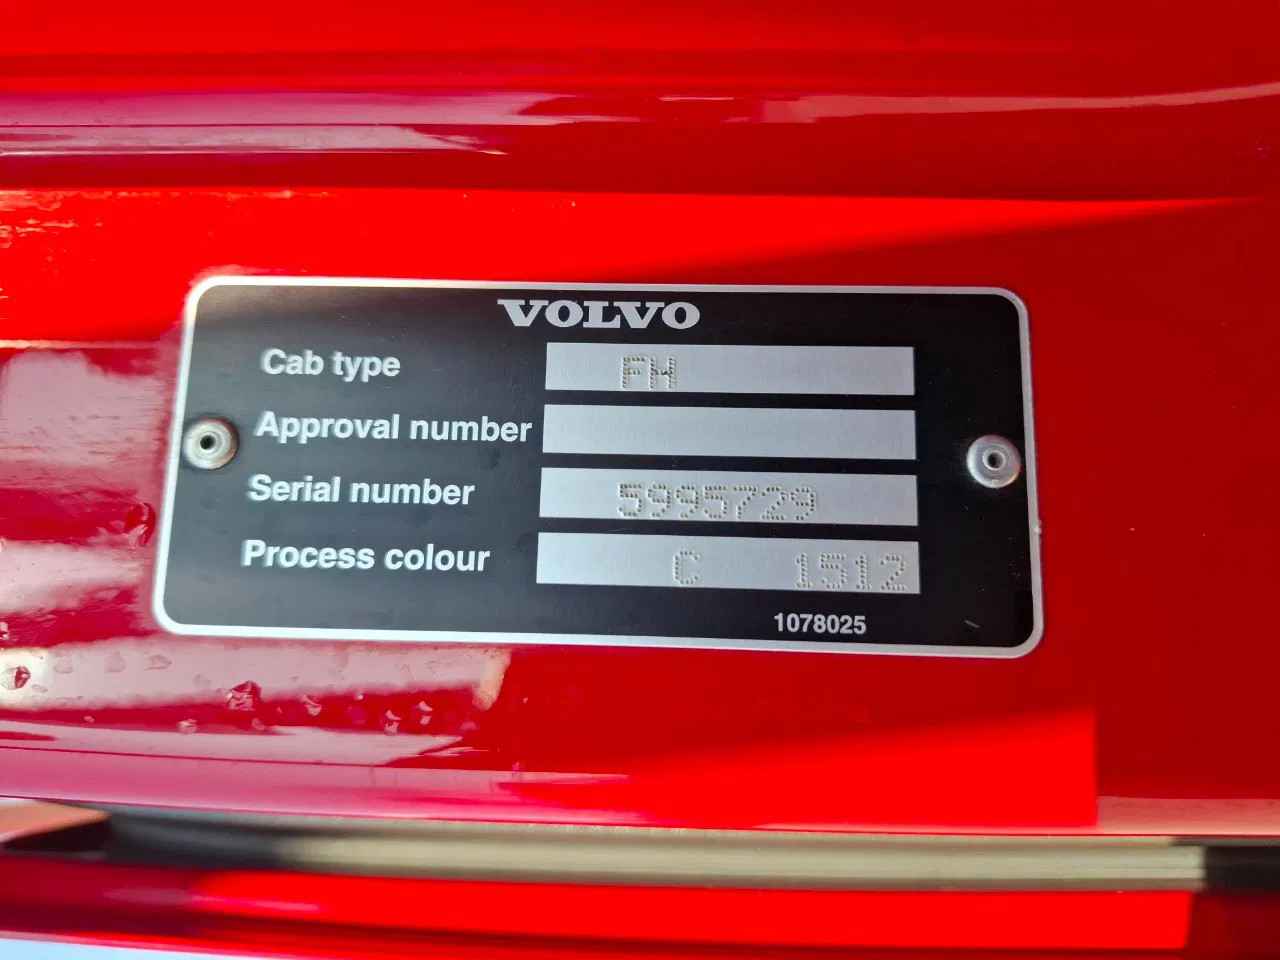 VOLVO
Cab type FH
Approval number
Serial number 5995729
Process colour C 1512
1078025